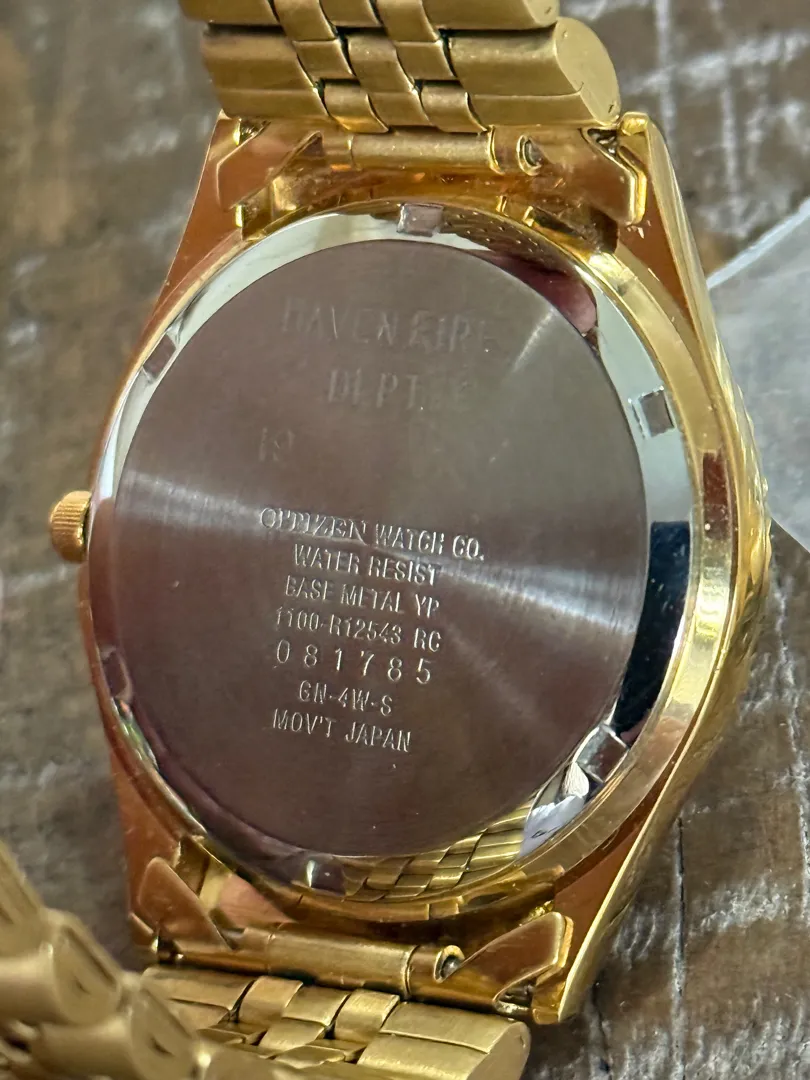 HAVEN FIRE
DEPT.
19
CITIZEN WATCH CO.
WATER RESIST
BASE METAL YP
1100-R12543 RC
081785
GN-4W-S
MOV'T JAPAN